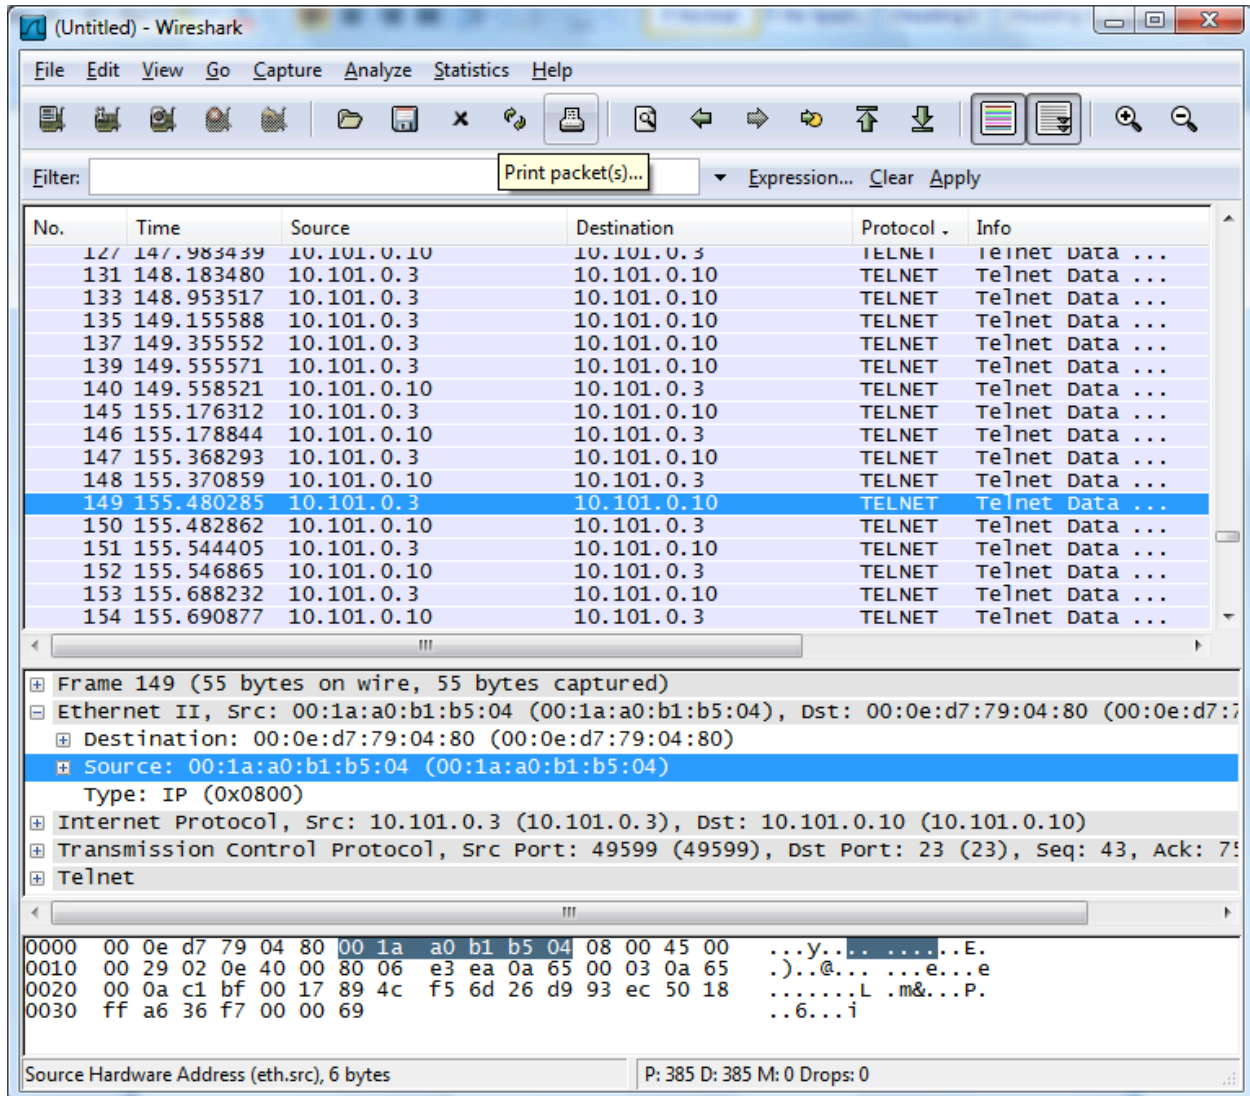 (Untitled) - Wireshark
File Edit View Go Capture Analyze Statistics Help
Print packet(s)...
Filter: Expression... Clear Apply
No. Time Source Destination Protocol Info
127 147.983439 10.101.0.10 10.101.0.3 TELNET Telnet Data ...
131 148.183480 10.101.0.3 10.101.0.10 TELNET Telnet Data ...
133 148.953517 10.101.0.3 10.101.0.10 TELNET Telnet Data ...
135 149.155588 10.101.0.3 10.101.0.10 TELNET Telnet Data ...
137 149.355552 10.101.0.3 10.101.0.10 TELNET Telnet Data ...
139 149.555571 10.101.0.3 10.101.0.10 TELNET Telnet Data ...
140 149.558521 10.101.0.10 10.101.0.3 TELNET Telnet Data ...
145 155.176312 10.101.0.3 10.101.0.10 TELNET Telnet Data ...
146 155.178844 10.101.0.10 10.101.0.3 TELNET Telnet Data ...
147 155.368293 10.101.0.3 10.101.0.10 TELNET Telnet Data ...
148 155.370859 10.101.0.10 10.101.0.3 TELNET Telnet Data ...
149 155.480285 10.101.0.3 10.101.0.10 TELNET Telnet Data ...
150 155.482862 10.101.0.10 10.101.0.3 TELNET Telnet Data ...
151 155.544405 10.101.0.3 10.101.0.10 TELNET Telnet Data ...
152 155.546865 10.101.0.10 10.101.0.3 TELNET Telnet Data ...
153 155.688232 10.101.0.3 10.101.0.10 TELNET Telnet Data ...
154 155.690877 10.101.0.10 10.101.0.3 TELNET Telnet Data ...
Frame 149 (55 bytes on wire, 55 bytes captured)
Ethernet II, Src: 00:1a:a0:b1:b5:04 (00:1a:a0:b1:b5:04), Dst: 00:0e:d7:79:04:80 (00:0e:d7:7
Destination: 00:0e:d7:79:04:80 (00:0e:d7:79:04:80)
Source: 00:1a:a0:b1:b5:04 (00:1a:a0:b1:b5:04)
Type: IP (0x0800)
Internet Protocol, Src: 10.101.0.3 (10.101.0.3), Dst: 10.101.0.10 (10.101.0.10)
Transmission Control Protocol, Src Port: 49599 (49599), Dst Port: 23 (23), Seq: 43, Ack: 75
Telnet
0000 00 0e d7 79 04 80 00 1a a0 b1 b5 04 08 00 45 00 ...y.... ......E.
0010 00 29 02 0e 40 00 80 06 e3 ea 0a 65 00 03 0a 65 .)..@... ...e...e
0020 00 0a c1 bf 00 17 89 4c f5 6d 26 d9 93 ec 50 18 .......L .m&...P.
0030 ff a6 36 f7 00 00 69 ..6...i
Source Hardware Address (eth.src), 6 bytes P: 385 D: 385 M: 0 Drops: 0